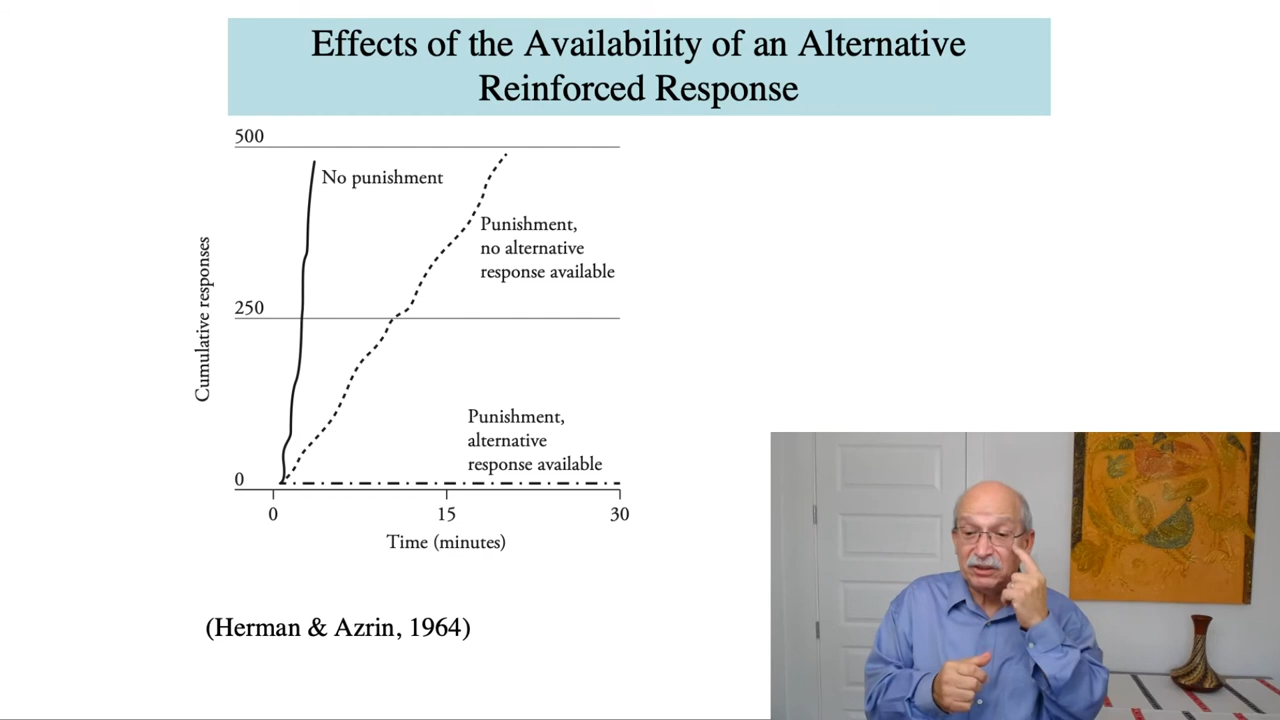 Effects of the Availability of an Alternative
Reinforced Response
500
No punishment
Punishment,
no alternative
response available
250
Cumulative responses
Punishment,
alternative
response available
0
0 15 30
Time (minutes)
(Herman & Azrin, 1964)